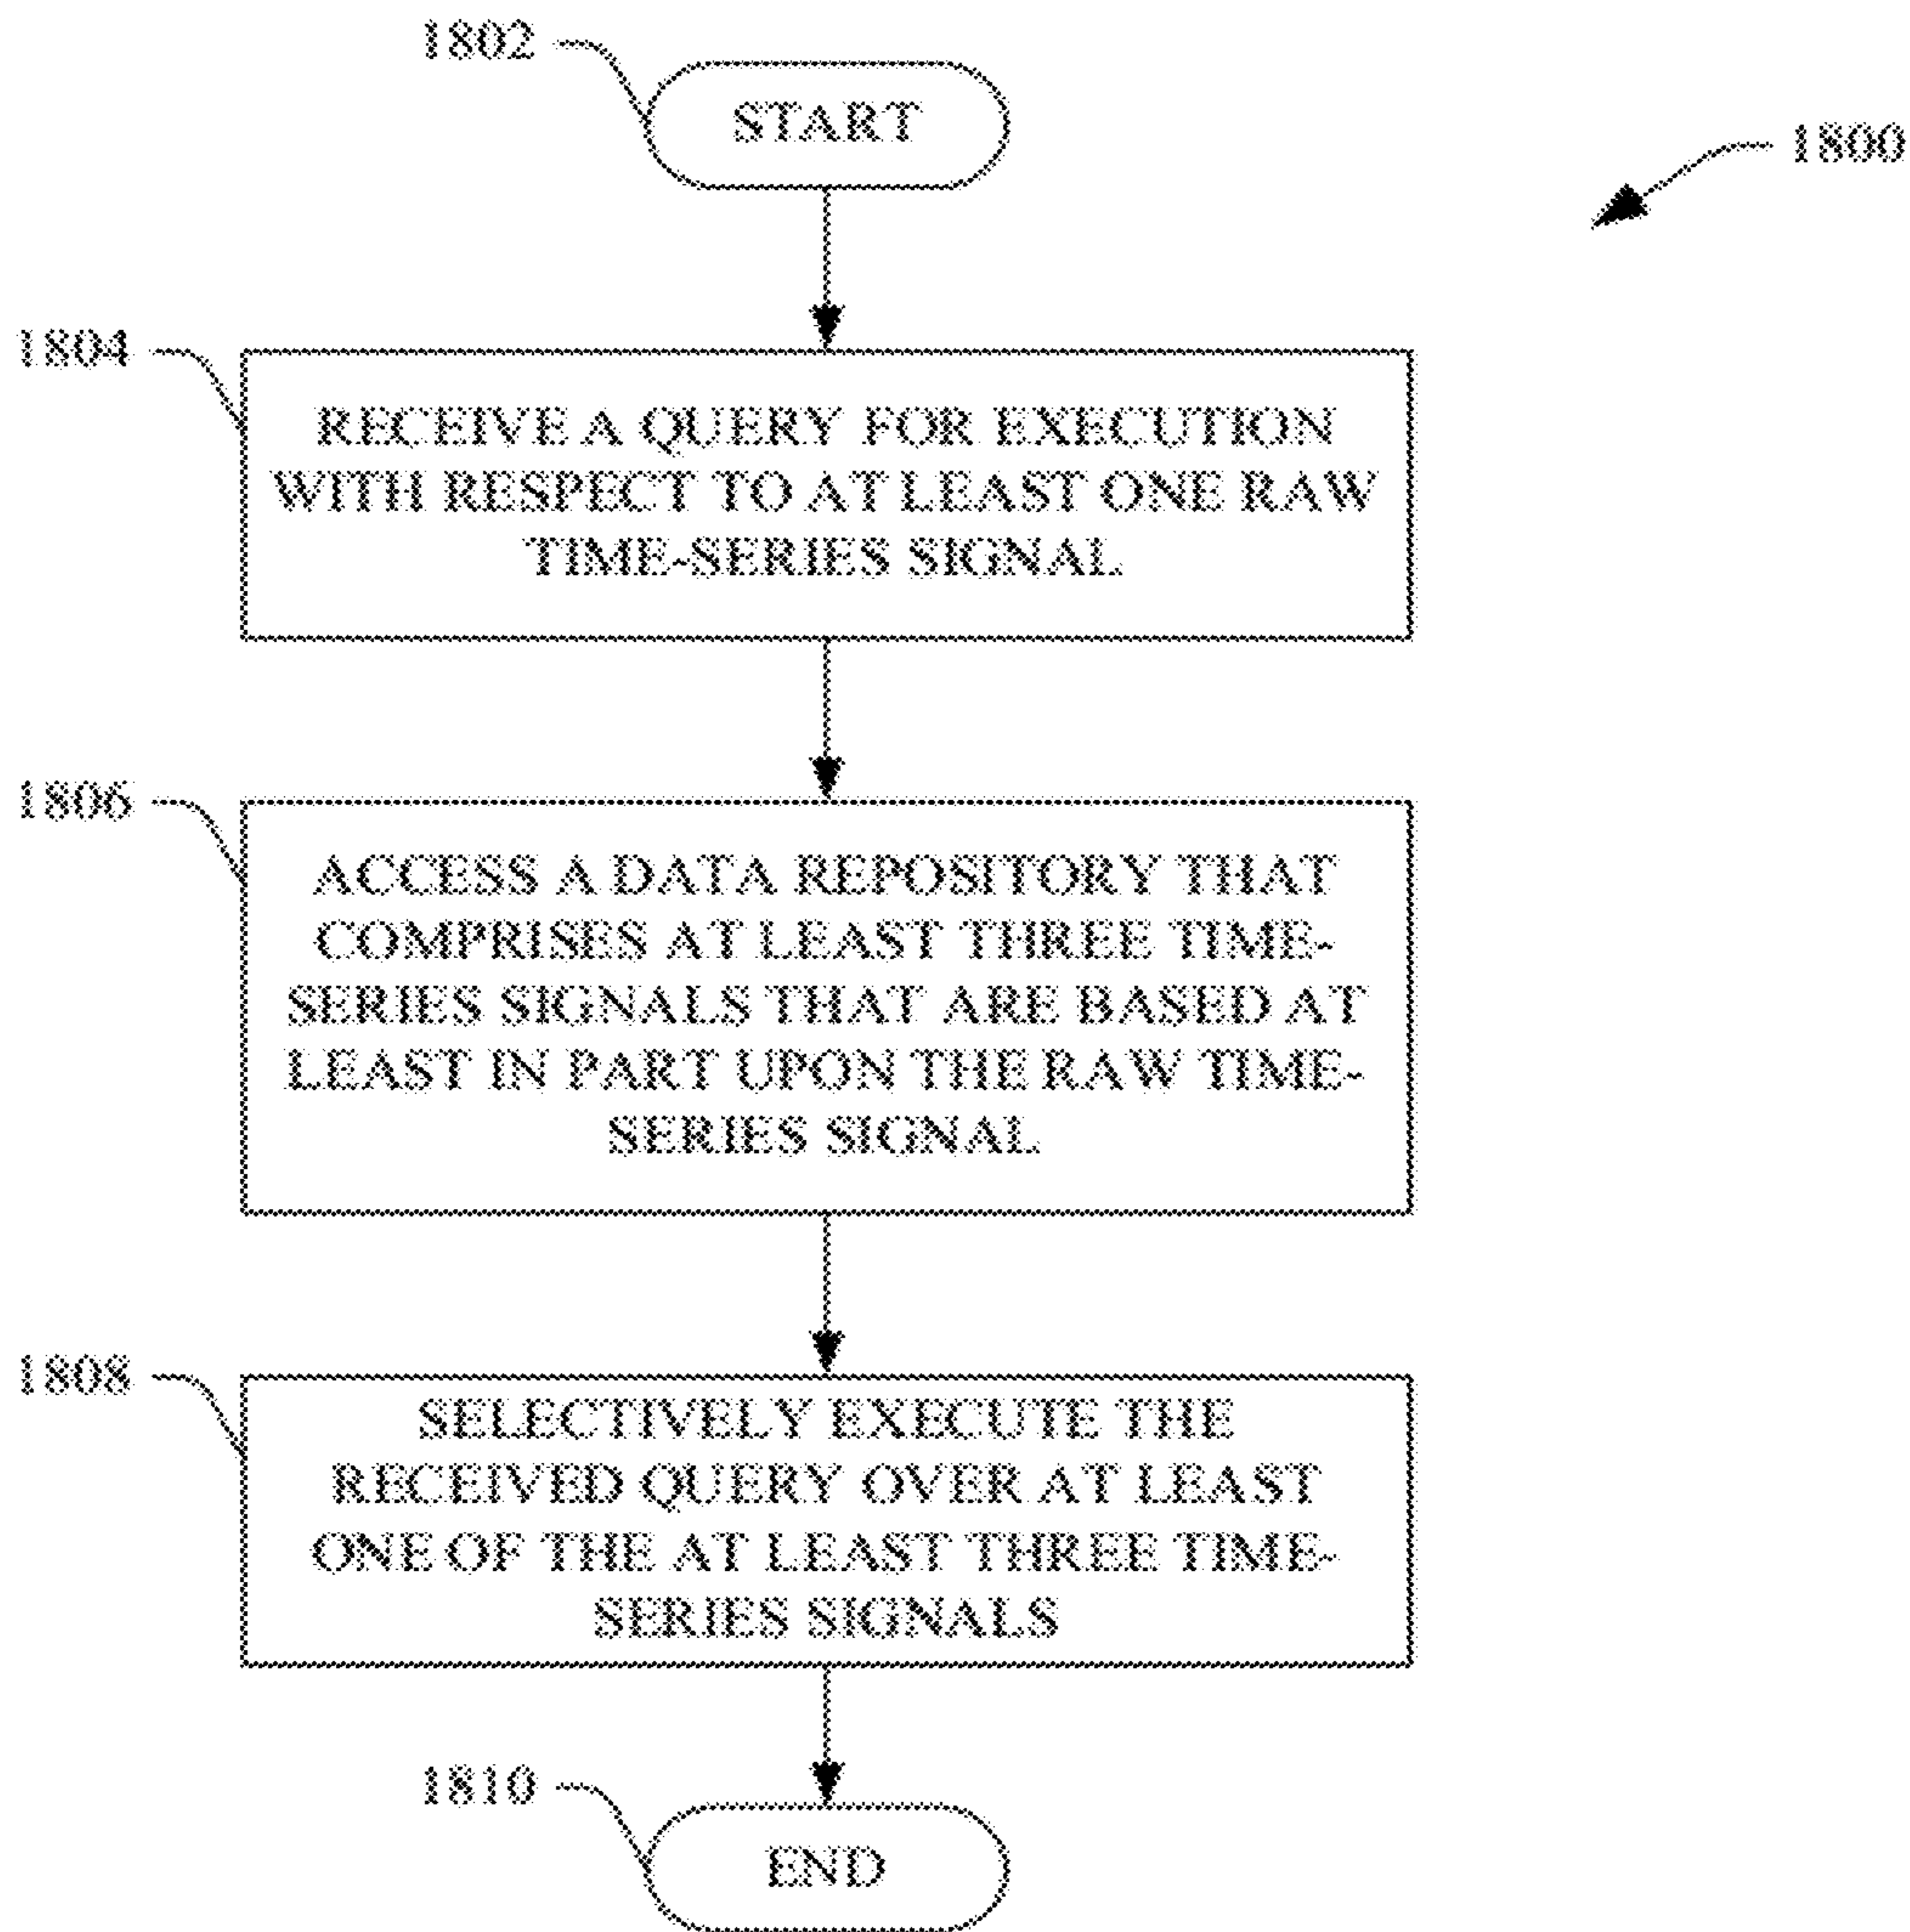 1802
START
1800
1804
RECEIVE A QUERY FOR EXECUTION
WITH RESPECT TO AT LEAST ONE RAW
TIME-SERIES SIGNAL
1806
ACCESS A DATA REPOSITORY THAT
COMPRISES AT LEAST THREE TIME-
SERIES SIGNALS THAT ARE BASED AT
LEAST IN PART UPON THE RAW TIME-
SERIES SIGNAL
1808
SELECTIVELY EXECUTE THE
RECEIVED QUERY OVER AT LEAST
ONE OF THE AT LEAST THREE TIME-
SERIES SIGNALS
1810
END